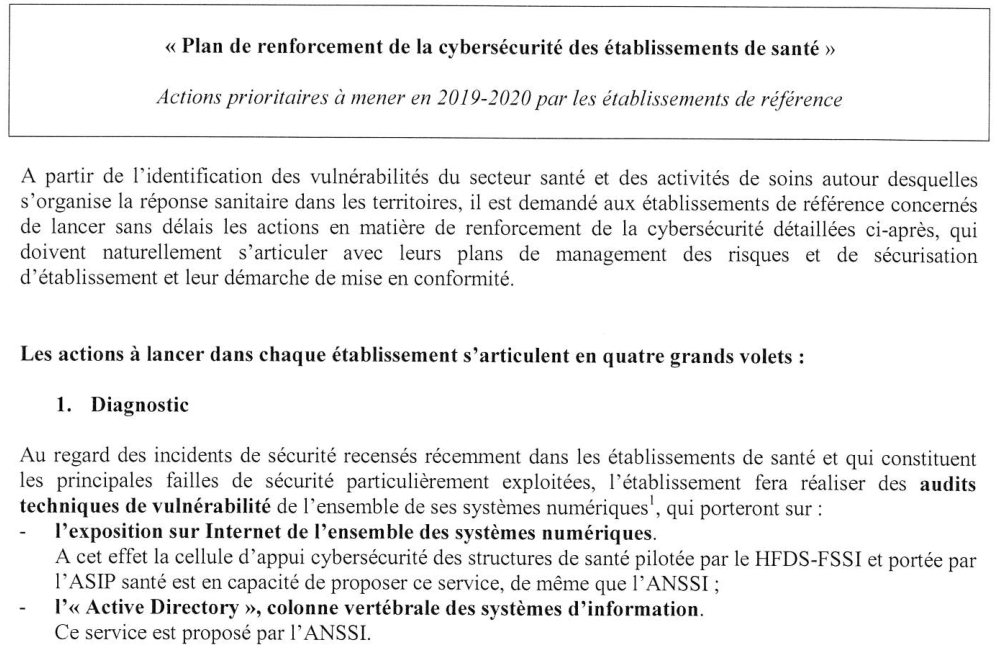 « Plan de renforcement de la cybersécurité des établissements de santé »
Actions prioritaires à mener en 2019-2020 par les établissements de référence
A partir de l’identification des vulnérabilités du secteur santé et des activités de soins autour desquelles
s’organise la réponse sanitaire dans les territoires, il est demandé aux établissements de référence concernés
de lancer sans délais les actions en matière de renforcement de la cybersécurité détaillées ci-après, qui
doivent naturellement s’articuler avec leurs plans de management des risques et de sécurisation
d’établissement et leur démarche de mise en conformité.
Les actions à lancer dans chaque établissement s’articulent en quatre grands volets :
1. Diagnostic
Au regard des incidents de sécurité recensés récemment dans les établissements de santé et qui constituent
les principales failles de sécurité particulièrement exploitées, l’établissement fera réaliser des audits
techniques de vulnérabilité de l’ensemble de ses systèmes numériques¹, qui porteront sur :
- l’exposition sur Internet de l’ensemble des systèmes numériques.
A cet effet la cellule d’appui cybersécurité des structures de santé pilotée par le HFDS-FSSI et portée par
l’ASIP santé est en capacité de proposer ce service, de même que l’ANSSI ;
- l’« Active Directory », colonne vertébrale des systèmes d’information.
Ce service est proposé par l’ANSSI.